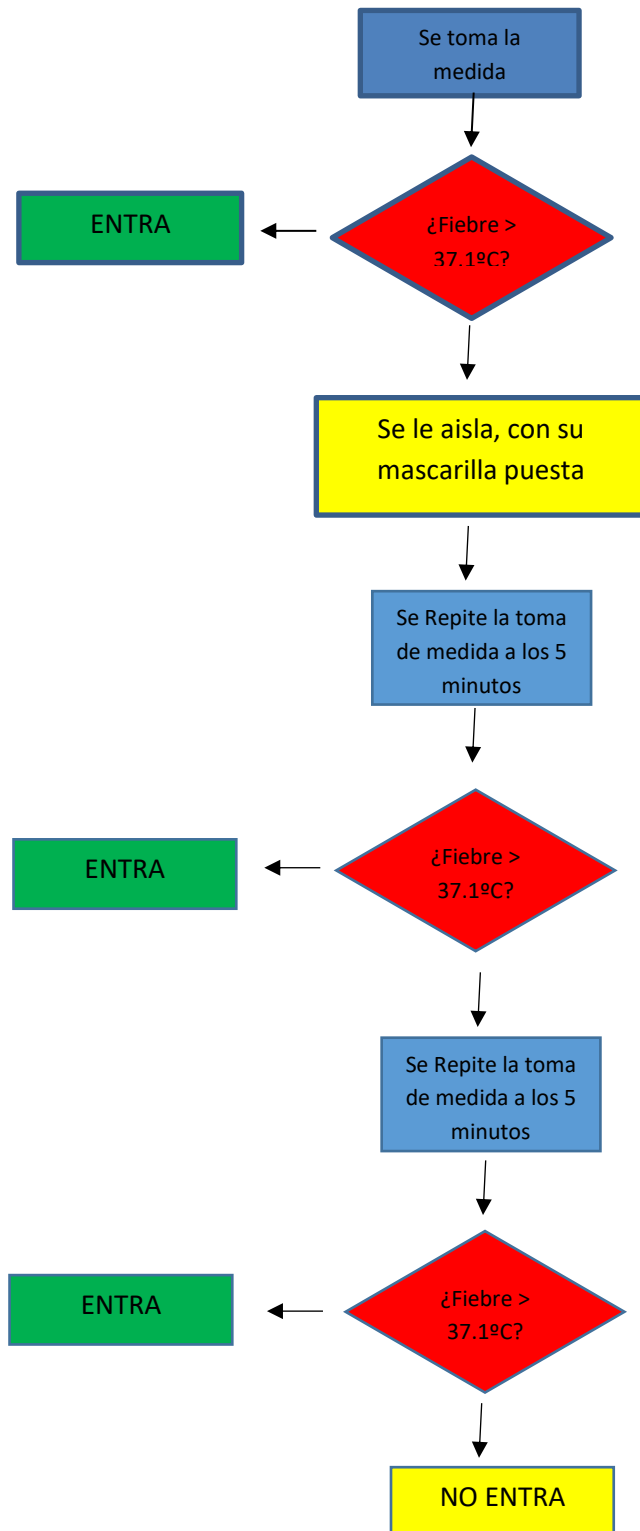 Se toma la
medida
ENTRA
¿Fiebre >
37.1ºC?
Se le aisla, con su
mascarilla puesta
Se Repite la toma
de medida a los 5
minutos
ENTRA
¿Fiebre >
37.1ºC?
Se Repite la toma
de medida a los 5
minutos
ENTRA
¿Fiebre >
37.1ºC?
NO ENTRA